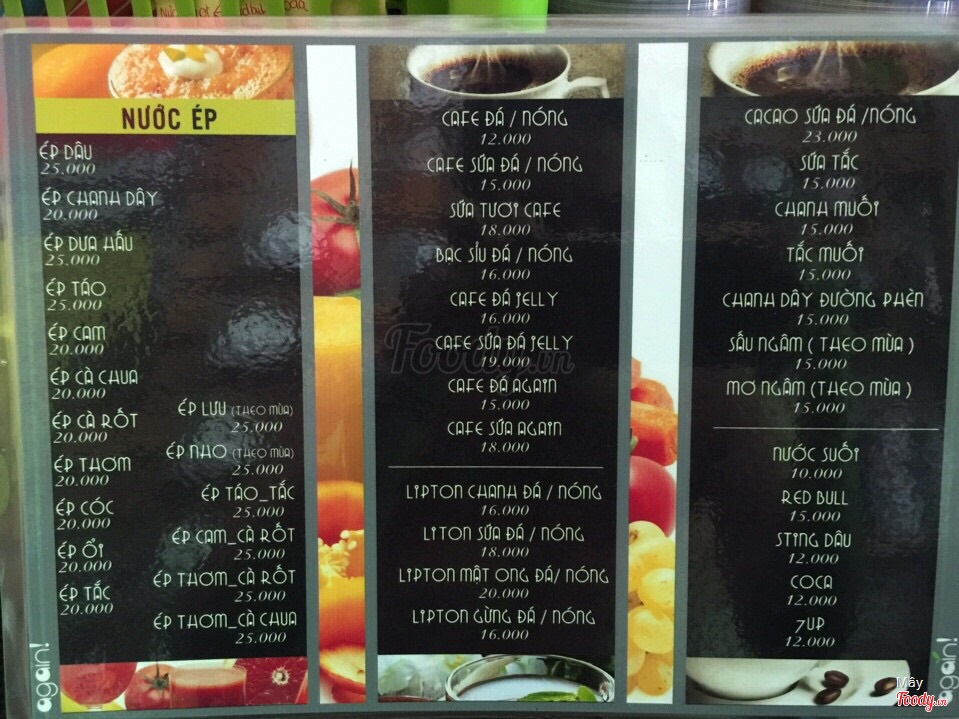 NƯỚC ÉP
ÉP DÂU
25.000
ÉP CHANH DÂY
20.000
ÉP DƯA HẤU
25.000
ÉP TÁO
25.000
ÉP CAM
20.000
ÉP CÀ CHUA
20.000
ÉP CÀ RỐT
20.000
ÉP THƠM
20.000
ÉP CÓC
20.000
ÉP ỔI
20.000
ÉP TẮC
20.000
ÉP LỰU (THEO MÙA)
25.000
ÉP NHO (THEO MÙA)
25.000
ÉP TÁO_TẮC
25.000
ÉP CAM_CÀ RỐT
25.000
ÉP THƠM_CÀ RỐT
25.000
ÉP THƠM_CÀ CHUA
25.000
again!
CAFE ĐÁ / NÓNG
12.000
CAFE SỮA ĐÁ / NÓNG
15.000
SỮA TƯƠI CAFE
18.000
BẠC SỈU ĐÁ / NÓNG
16.000
CAFE ĐÁ JELLY
16.000
CAFE SỮA ĐÁ JELLY
19.000
CAFE ĐÁ AGAIN
15.000
CAFE SỮA AGAIN
18.000
LIPTON CHANH ĐÁ / NÓNG
16.000
LITON SỮA ĐÁ / NÓNG
18.000
LIPTON MẬT ONG ĐÁ/ NÓNG
20.000
LIPTON GỪNG ĐÁ / NÓNG
16.000
Foody.vn
CACAO SỮA ĐÁ /NÓNG
23.000
SỮA TẮC
15.000
CHANH MUỐI
15.000
TẮC MUỐI
15.000
CHANH DÂY ĐƯỜNG PHÈN
15.000
SẤU NGÂM ( THEO MÙA )
15.000
MƠ NGÂM (THEO MÙA )
15.000
NƯỚC SUỐI
10.000
RED BULL
15.000
STING DÂU
12.000
COCA
12.000
7UP
12.000
again!
Mây
Foody.vn